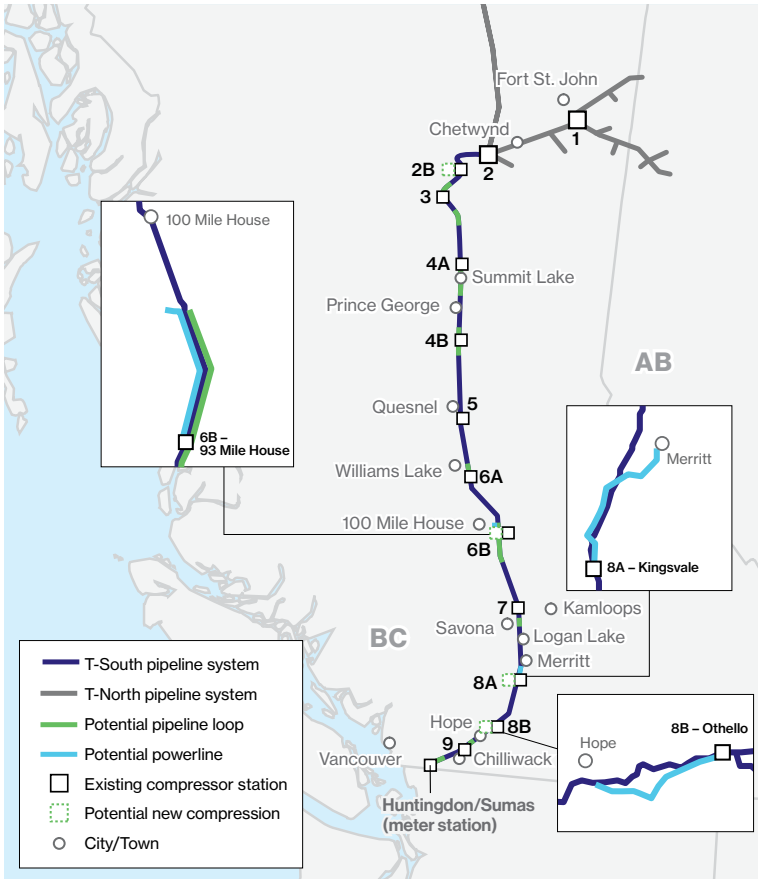 Fort St. John
Chetwynd
1
2
2B
3
100 Mile House
4A
Summit Lake
Prince George
4B
AB
Quesnel
5
6B –
93 Mile House
Merritt
Williams Lake
6A
100 Mile House
6B
8A – Kingsvale
7
Kamloops
Savona
BC
Logan Lake
Merritt
8A
T-South pipeline system
T-North pipeline system
Potential pipeline loop
Potential powerline
Existing compressor station
Potential new compression
City/Town
Hope
8B
8B – Othello
9
Hope
Vancouver
Chilliwack
Huntingdon/Sumas
(meter station)